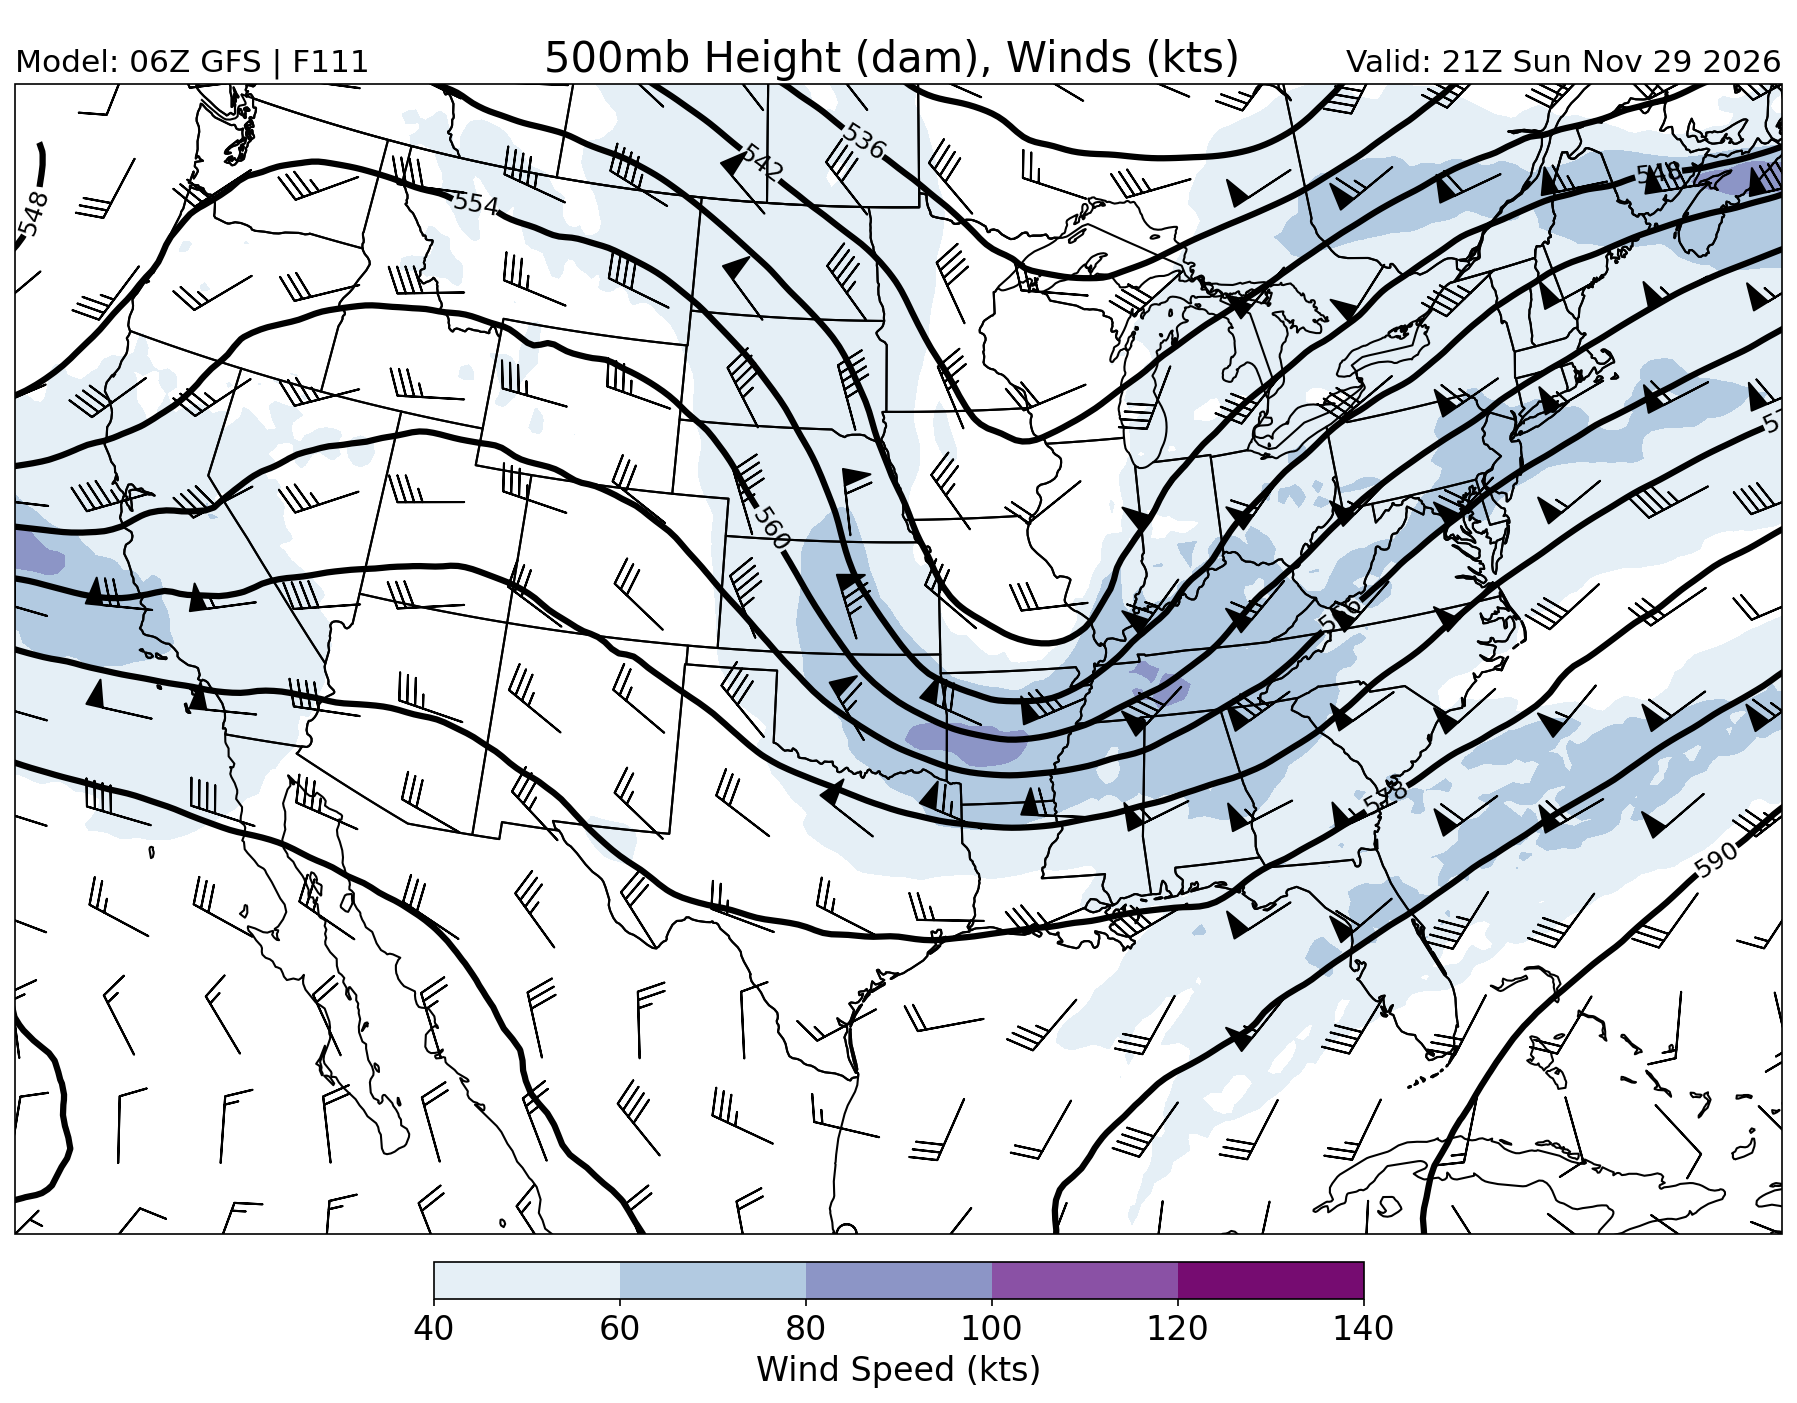 Model: 06Z GFS | F111
500mb Height (dam), Winds (kts)
Valid: 21Z Sun Nov 29 2026
536
542
548
548
554
560
578
590
40 60 80 100 120 140
Wind Speed (kts)